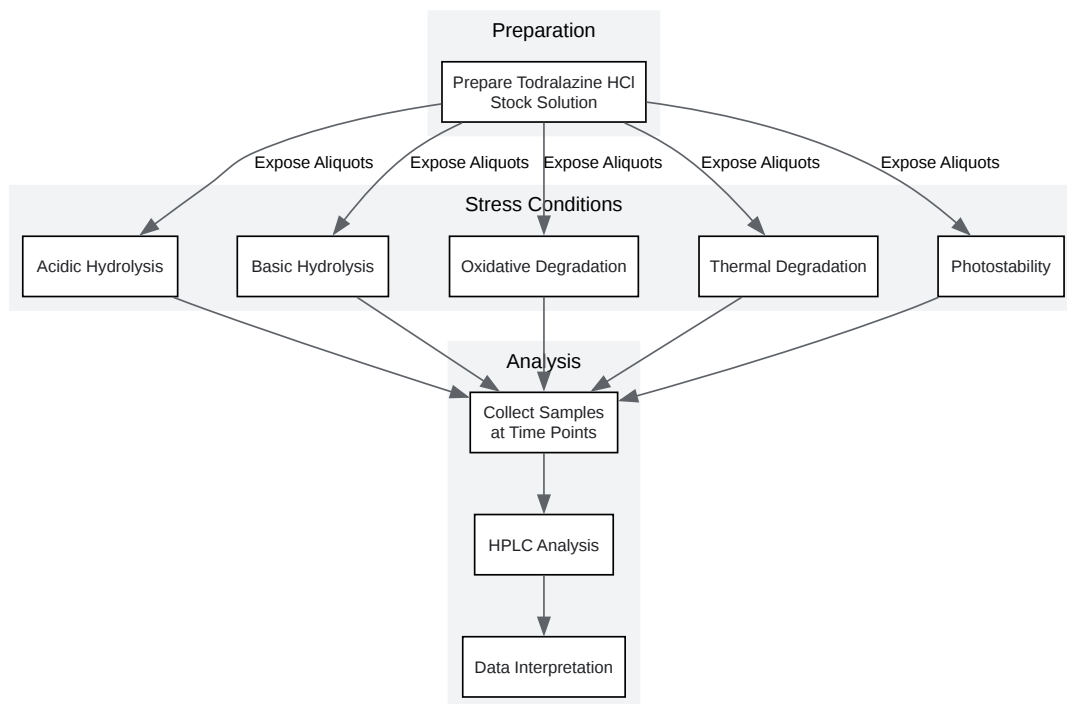 Preparation
Prepare Todralazine HCl
Stock Solution
Expose Aliquots
Expose Aliquots
Expose Aliquots
Expose Aliquots
Expose Aliquots
Stress Conditions
Acidic Hydrolysis
Basic Hydrolysis
Oxidative Degradation
Thermal Degradation
Photostability
Analysis
Collect Samples
at Time Points
HPLC Analysis
Data Interpretation